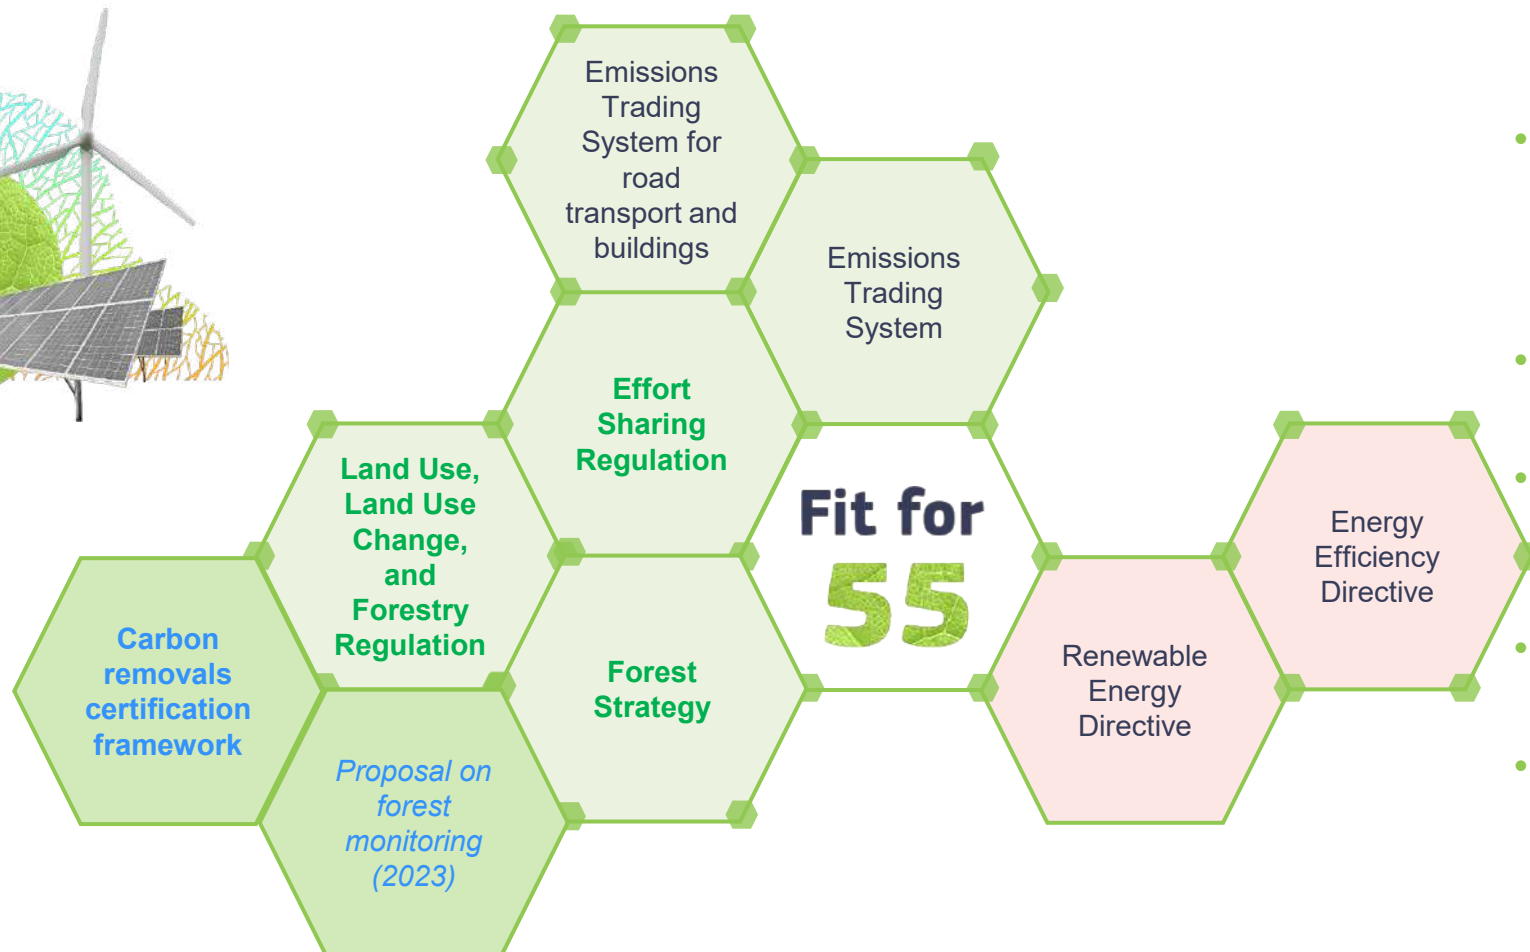 Emissions
Trading
System for
road
transport and
buildings
Emissions
Trading
System
Effort
Sharing
Regulation
Land Use,
Land Use
Change,
and
Forestry
Regulation
Fit for
55
Energy
Efficiency
Directive
Carbon
removals
certification
framework
Forest
Strategy
Renewable
Energy
Directive
Proposal on
forest
monitoring
(2023)